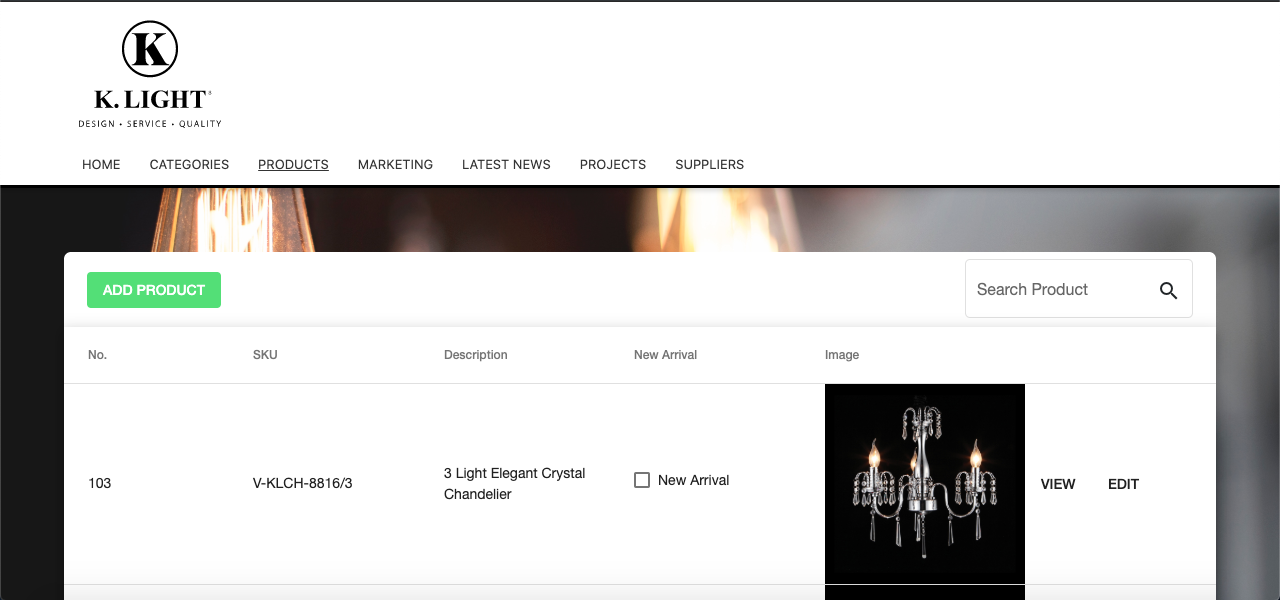 K
K. LIGHT®
DESIGN • SERVICE • QUALITY
HOME CATEGORIES PRODUCTS MARKETING LATEST NEWS PROJECTS SUPPLIERS
ADD PRODUCT Search Product
No. SKU Description New Arrival Image
103 V-KLCH-8816/3 3 Light Elegant Crystal
Chandelier New Arrival VIEW EDIT